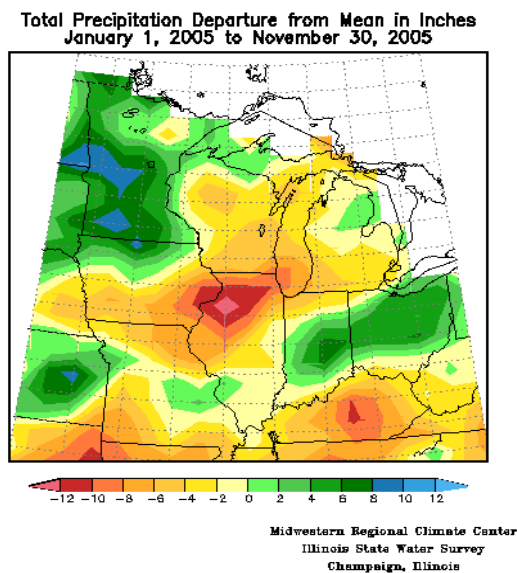 Total Precipitation Departure from Mean in Inches
January 1, 2005 to November 30, 2005
-12 -10 -8 -6 -4 -2 0 2 4 6 8 10 12
Midwestern Regional Climate Center
Illinois State Water Survey
Champaign, Illinois